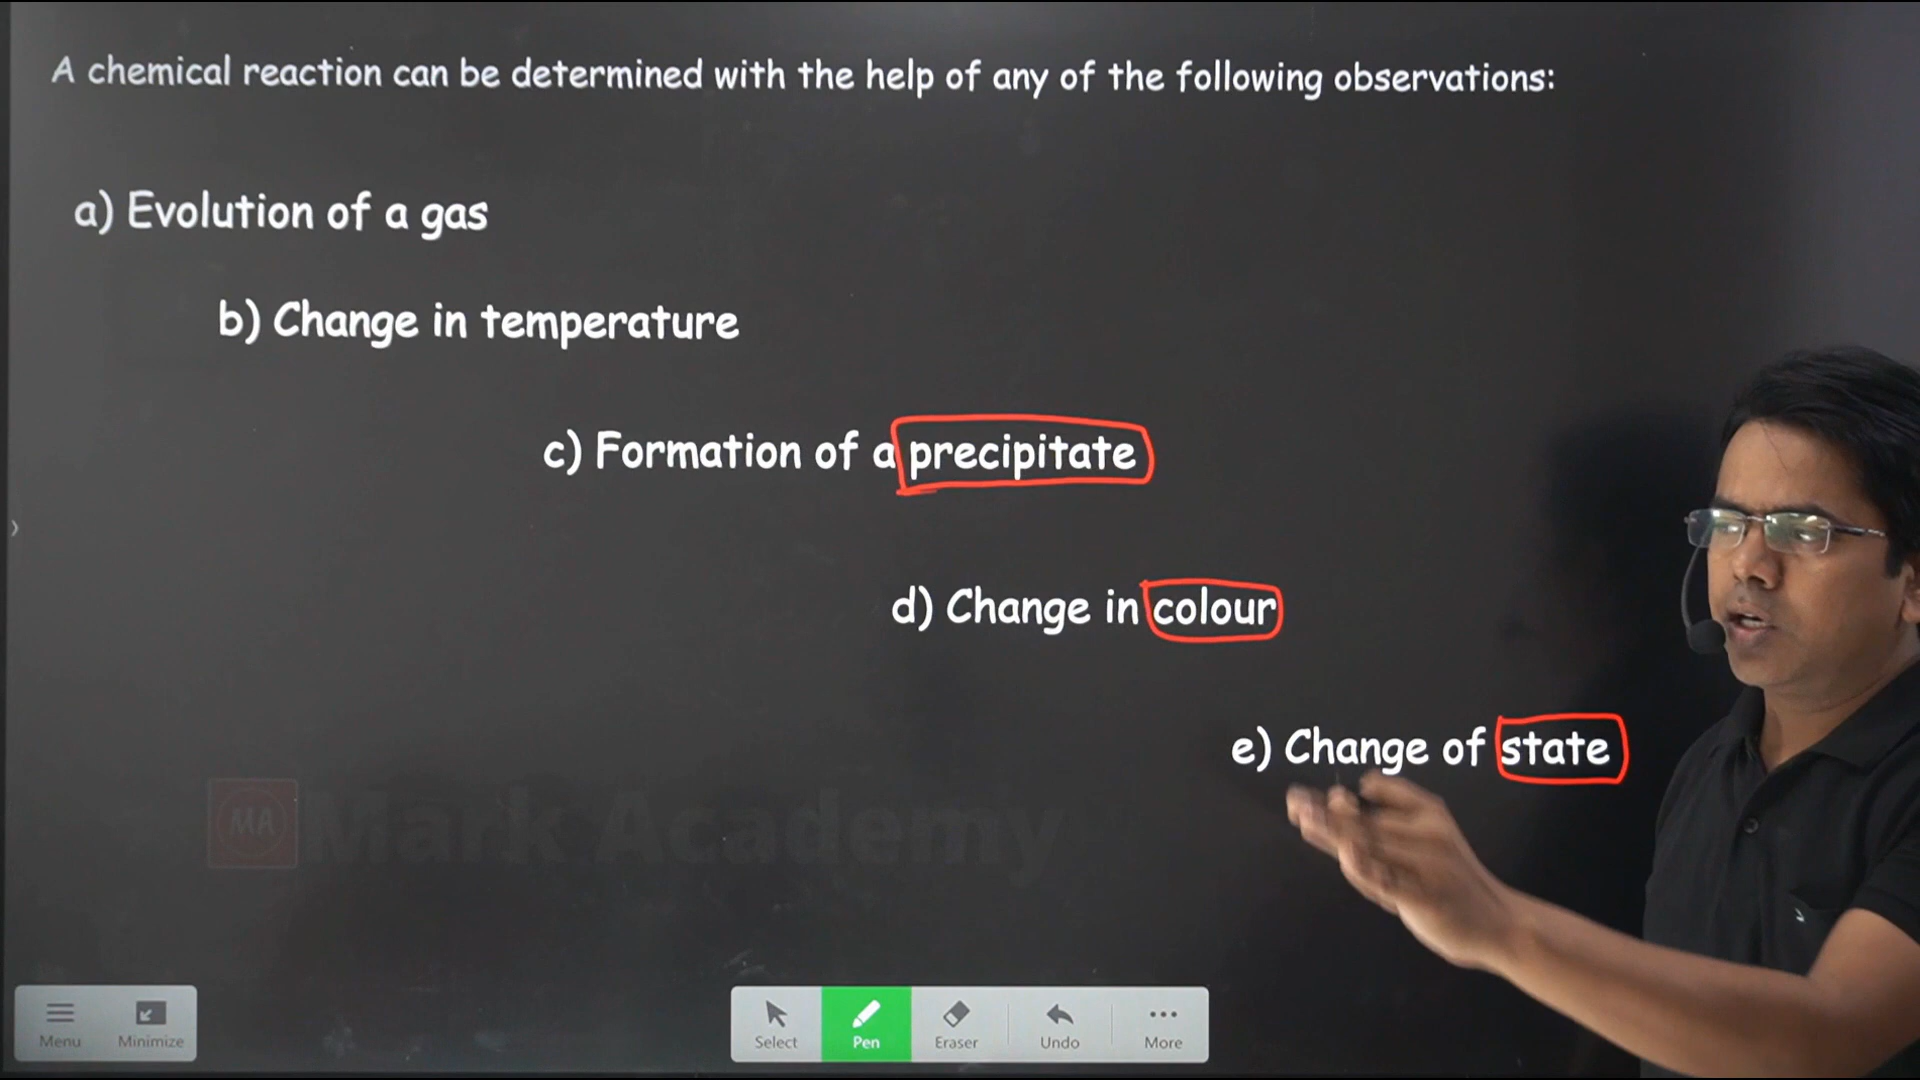 A chemical reaction can be determined with the help of any of the following observations:
a) Evolution of a gas
b) Change in temperature
c) Formation of a precipitate
d) Change in colour
e) Change of state
MA Mark Academy
Menu Minimize Select Pen Eraser Undo More